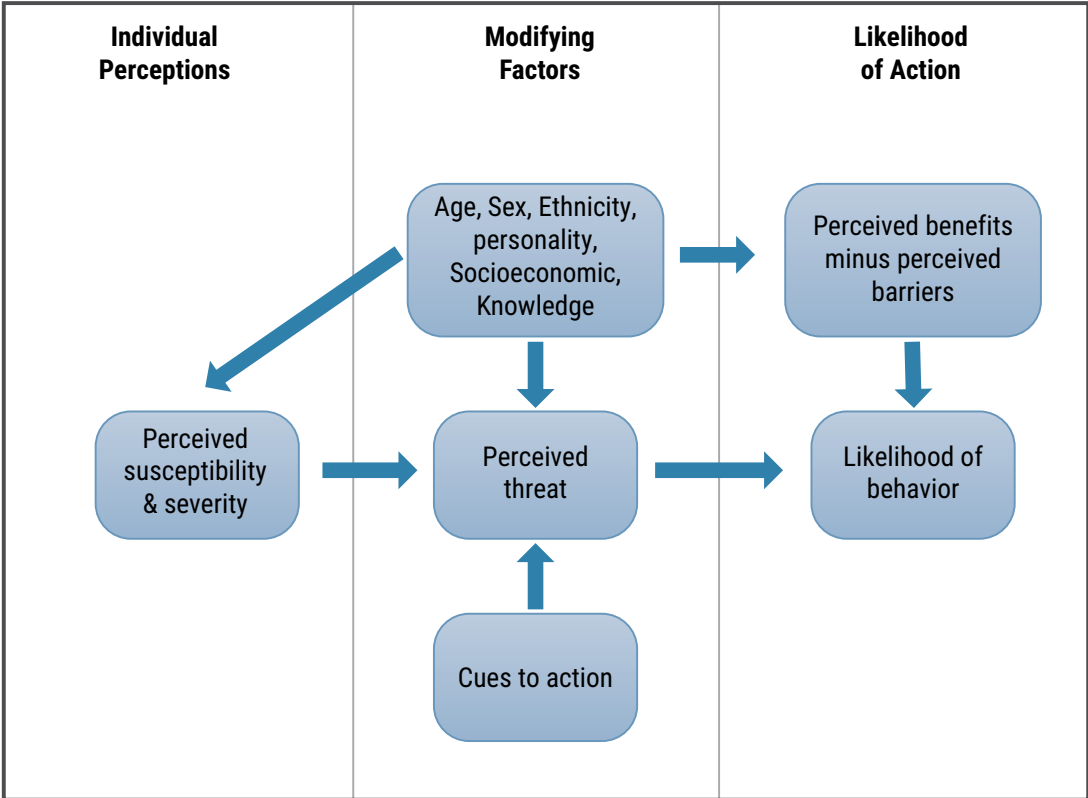 Individual
Perceptions
Modifying
Factors
Likelihood
of Action
Age, Sex, Ethnicity,
personality,
Socioeconomic,
Knowledge
Perceived benefits
minus perceived
barriers
Perceived
susceptibility
& severity
Perceived
threat
Likelihood of
behavior
Cues to action